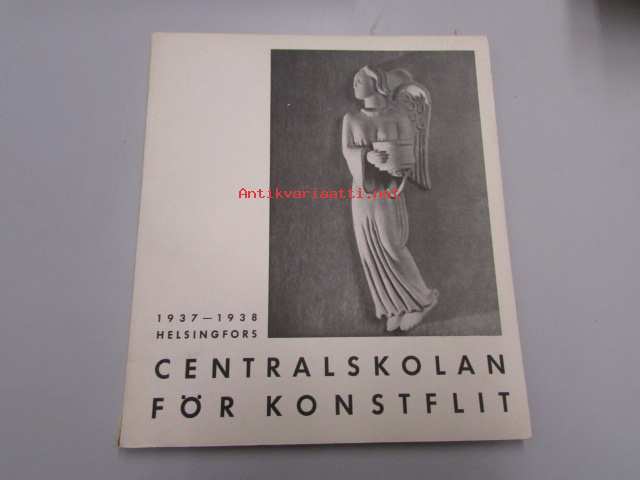 Antikvariaatti.net
1937—1938
HELSINGFORS
CENTRALSKOLAN
FÖR KONSTFLIT